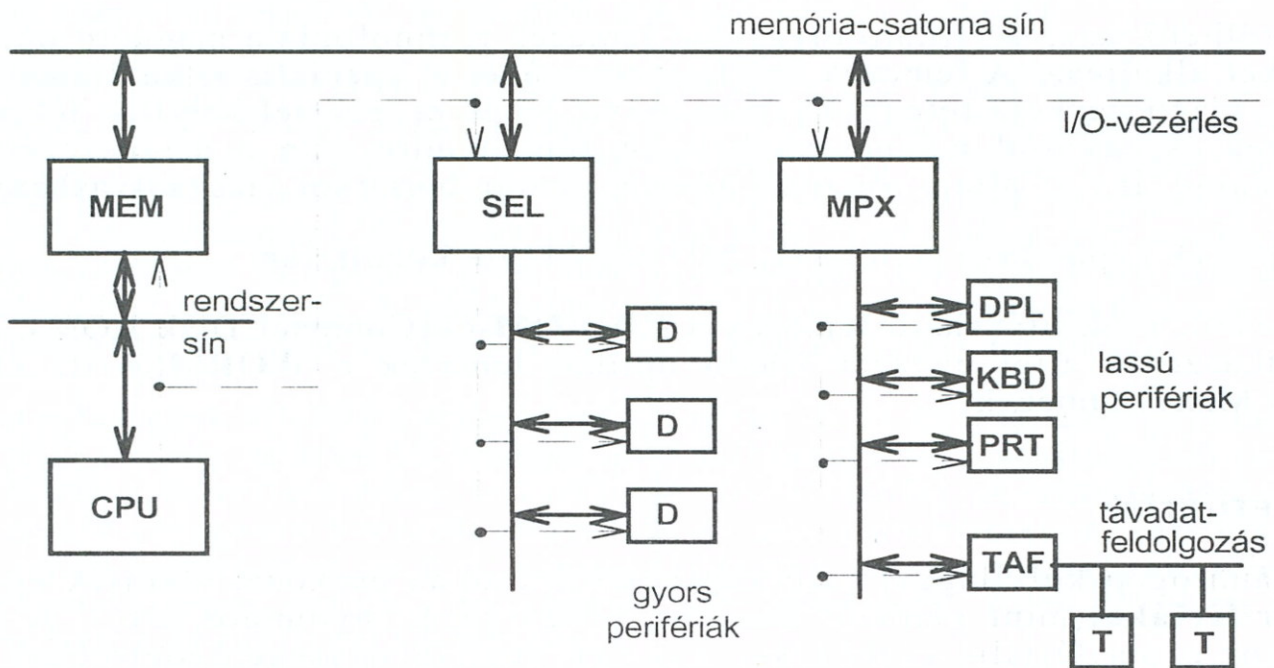 memória-csatorna sín
I/O-vezérlés
MEM
SEL
MPX
rendszer-
sín
CPU
D
D
D
gyors
perifériák
DPL
KBD
PRT
lassú
perifériák
TAF
távadat-
feldolgozás
T
T